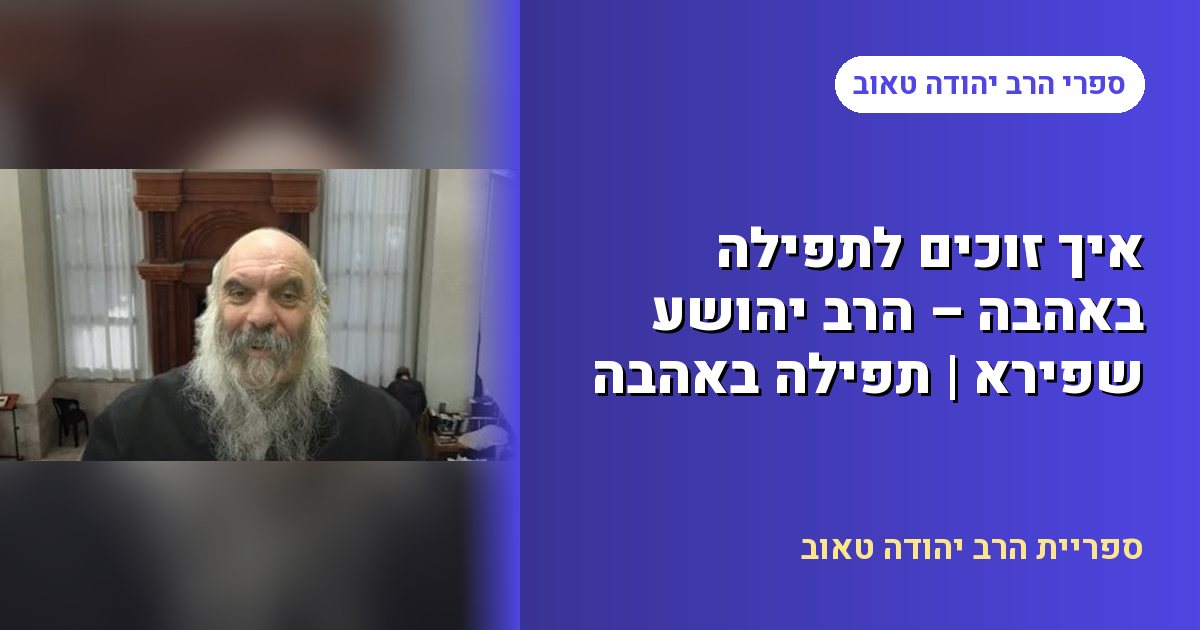 ספרי הרב יהודה טאוב
איך זוכים לתפילה
באהבה – הרב יהושע
שפירא | תפילה באהבה
ספריית הרב יהודה טאוב